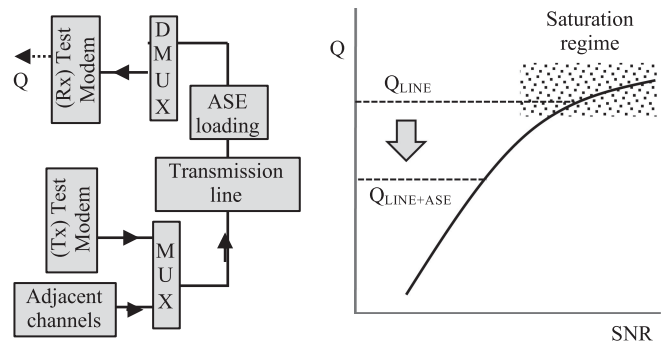 (Rx) Test
Modem
Q
D
M
U
X
ASE
loading
Transmission
line
(Tx) Test
Modem
M
U
X
Adjacent
channels
Saturation
regime
Q
QLINE
QLINE+ASE
SNR